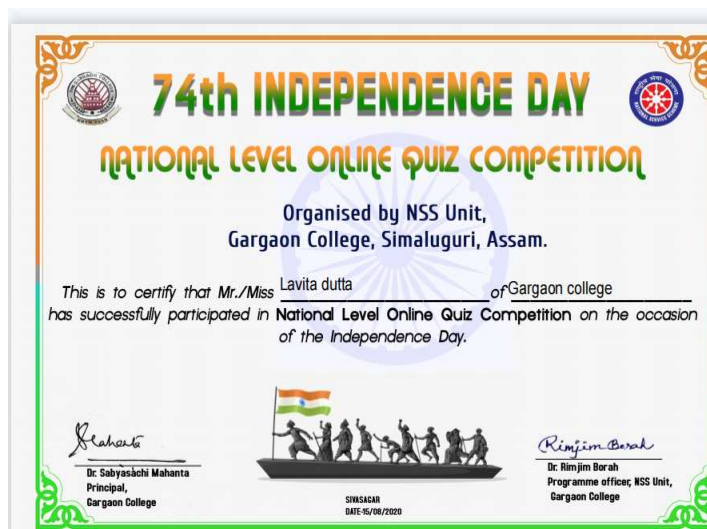 74th INDEPENDENCE DAY
NATIONAL LEVEL ONLINE QUIZ COMPETITION
Organised by NSS Unit,
Gargaon College, Simaluguri, Assam.
This is to certify that Mr./Miss Lavita dutta of Gargaon college
has successfully participated in National Level Online Quiz Competition on the occasion
of the Independence Day.
Rimjim Borah
Dr. Sabyasachi Mahanta
Principal,
Gargaon College
SIVASAGAR
DATE-15/08/2020
Dr. Rimjim Borah
Programme officer, NSS Unit,
Gargaon College